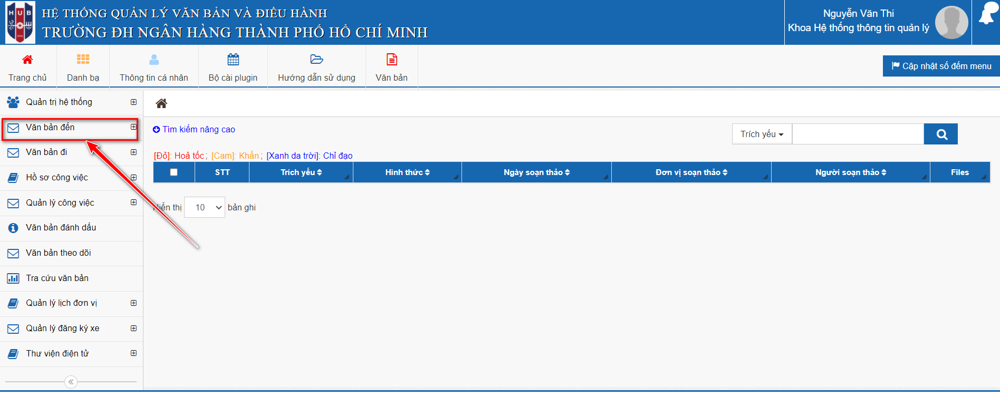 HUB
HỆ THỐNG QUẢN LÝ VĂN BẢN VÀ ĐIỀU HÀNH
TRƯỜNG ĐH NGÂN HÀNG THÀNH PHỐ HỒ CHÍ MINH
Nguyễn Văn Thi
Khoa Hệ thống thông tin quản lý
Trang chủ Danh bạ Thông tin cá nhân Bộ cài plugin Hướng dẫn sử dụng Văn bản
Cập nhật số đếm menu
Quản trị hệ thống
Văn bản đến
Văn bản đi
Hồ sơ công việc
Quản lý công việc
Văn bản đánh dấu
Văn bản theo dõi
Tra cứu văn bản
Quản lý lịch đơn vị
Quản lý đăng ký xe
Thư viện điện tử
Tìm kiếm nâng cao
Trích yếu
[Đỏ]: Hoả tốc; [Cam]: Khẩn; [Xanh da trời]: Chỉ đạo
STT Trích yếu Hình thức Ngày soạn thảo Đơn vị soạn thảo Người soạn thảo Files
thị 10 bản ghi